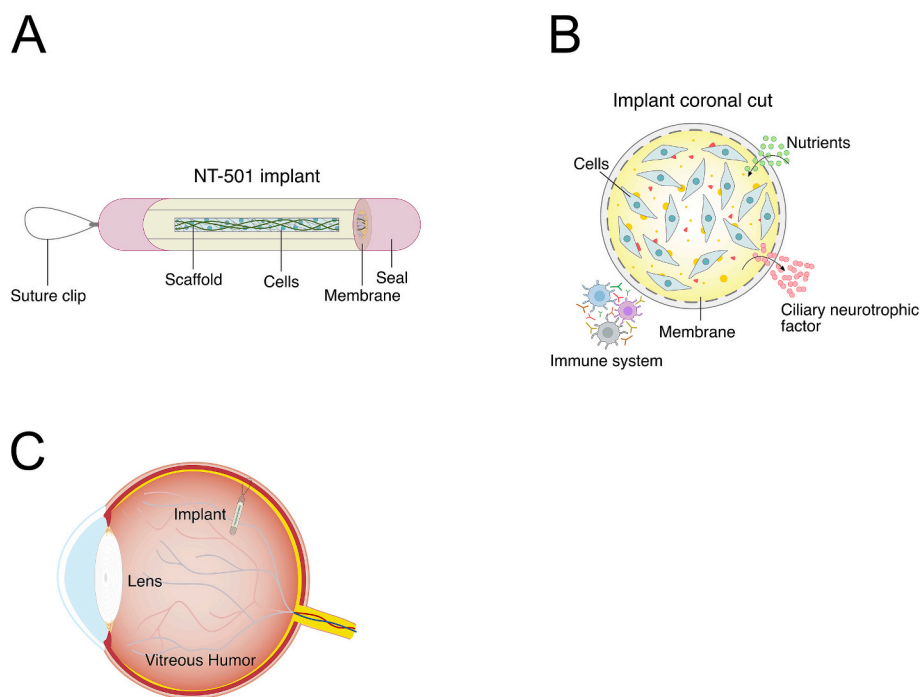 A
NT-501 implant
Suture clip
Scaffold
Cells
Membrane
Seal
B
Implant coronal cut
Cells
Nutrients
Ciliary neurotrophic
factor
Membrane
Immune system
C
Implant
Lens
Vitreous Humor